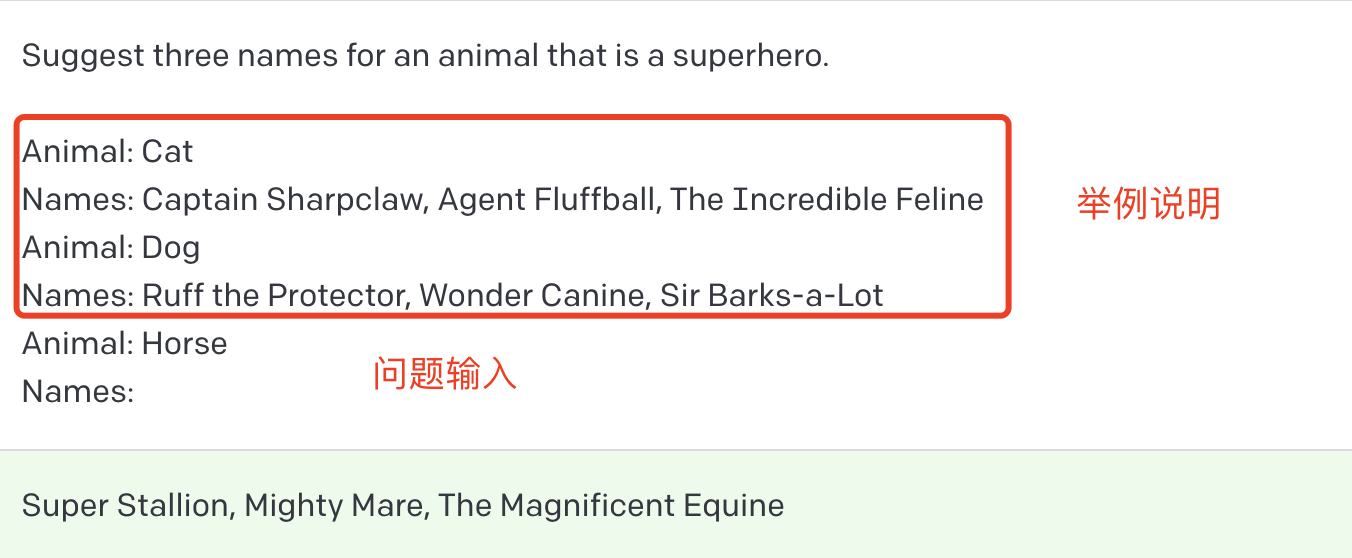 Suggest three names for an animal that is a superhero.
Animal: Cat
Names: Captain Sharpclaw, Agent Fluffball, The Incredible Feline
举例说明
Animal: Dog
Names: Ruff the Protector, Wonder Canine, Sir Barks-a-Lot
Animal: Horse
问题输入
Names:
Super Stallion, Mighty Mare, The Magnificent Equine